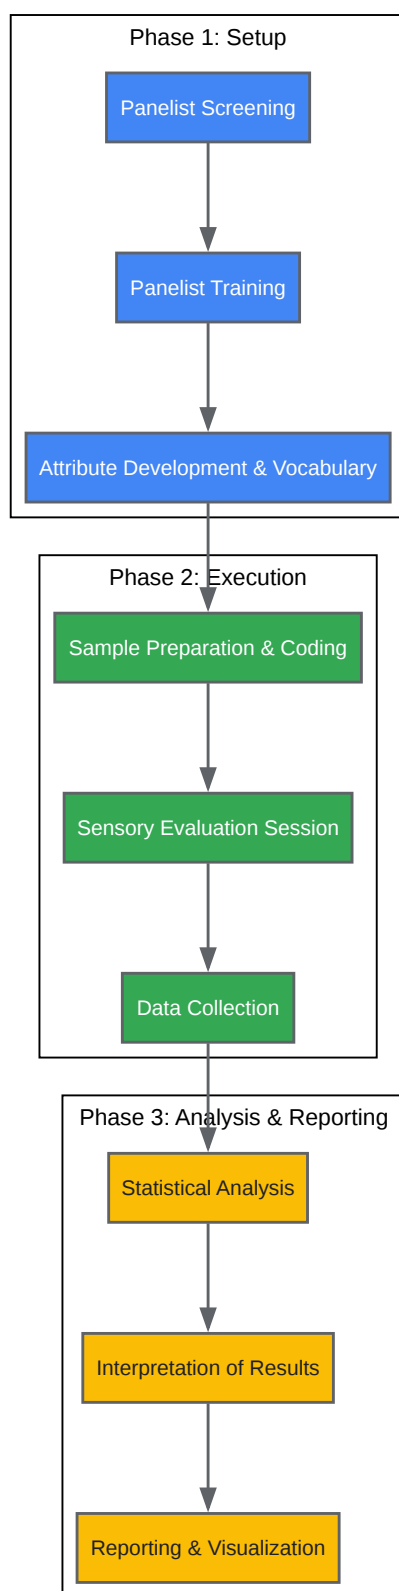 Phase 1: Setup
Panelist Screening
Panelist Training
Attribute Development & Vocabulary
Phase 2: Execution
Sample Preparation & Coding
Sensory Evaluation Session
Data Collection
Phase 3: Analysis & Reporting
Statistical Analysis
Interpretation of Results
Reporting & Visualization